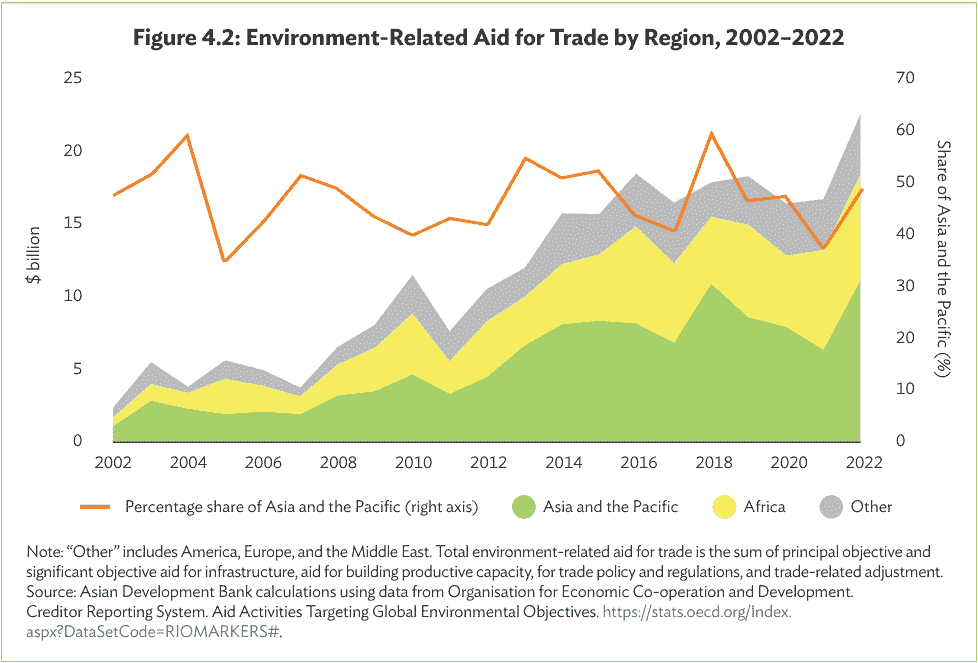 Figure 4.2: Environment-Related Aid for Trade by Region, 2002–2022
25
20
15
10
5
0
$ billion
70
60
50
40
30
20
10
0
Share of Asia and the Pacific (%)
2002 2004 2006 2008 2010 2012 2014 2016 2018 2020 2022
Percentage share of Asia and the Pacific (right axis) Asia and the Pacific Africa Other
Note: “Other” includes America, Europe, and the Middle East. Total environment-related aid for trade is the sum of principal objective and
significant objective aid for infrastructure, aid for building productive capacity, for trade policy and regulations, and trade-related adjustment.
Source: Asian Development Bank calculations using data from Organisation for Economic Co-operation and Development.
Creditor Reporting System. Aid Activities Targeting Global Environmental Objectives. https://stats.oecd.org/Index.
aspx?DataSetCode=RIOMARKERS#.